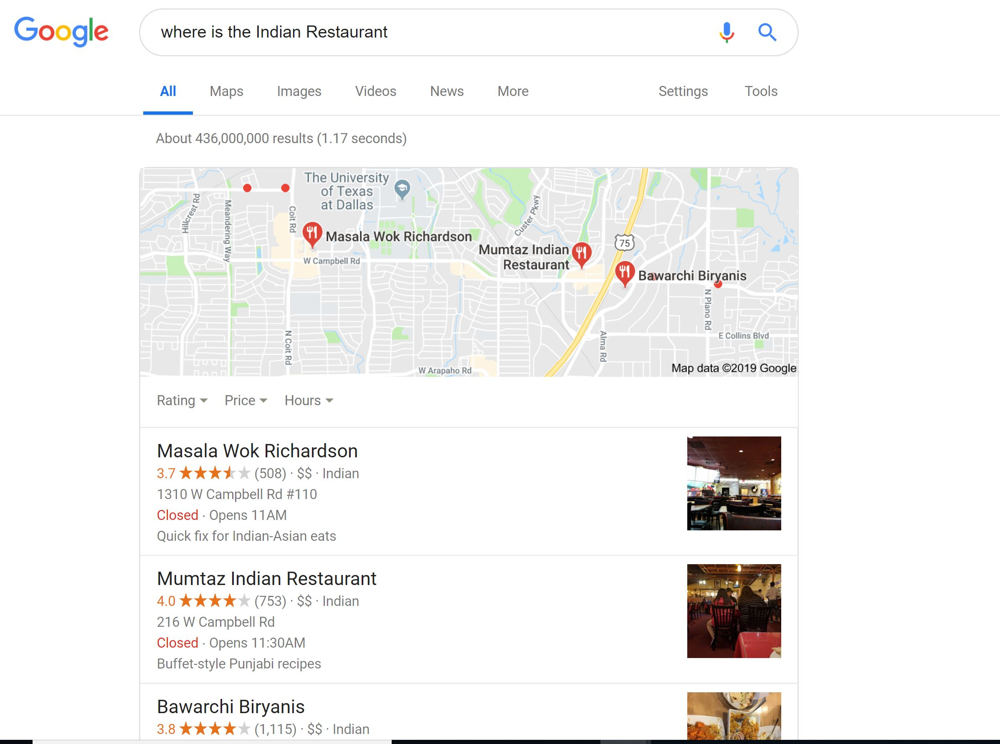 Google
where is the Indian Restaurant
All Maps Images Videos News More Settings Tools
About 436,000,000 results (1.17 seconds)
The University
of Texas
at Dallas
Hillcrest Rd
Meandering Way
Coit Rd
Custer Pkwy
Masala Wok Richardson
75
Mumtaz Indian
Restaurant
W Campbell Rd
Bawarchi Biryanis
N Plano Rd
N Coit Rd
Alma Rd
E Collins Blvd
W Arapaho Rd
Map data ©2019 Google
Rating Price Hours
Masala Wok Richardson
3.7 (508) · $$ · Indian
1310 W Campbell Rd #110
Closed · Opens 11AM
Quick fix for Indian-Asian eats
Mumtaz Indian Restaurant
4.0 (753) · $$ · Indian
216 W Campbell Rd
Closed · Opens 11:30AM
Buffet-style Punjabi recipes
Bawarchi Biryanis
3.8 (1,115) · $$ · Indian